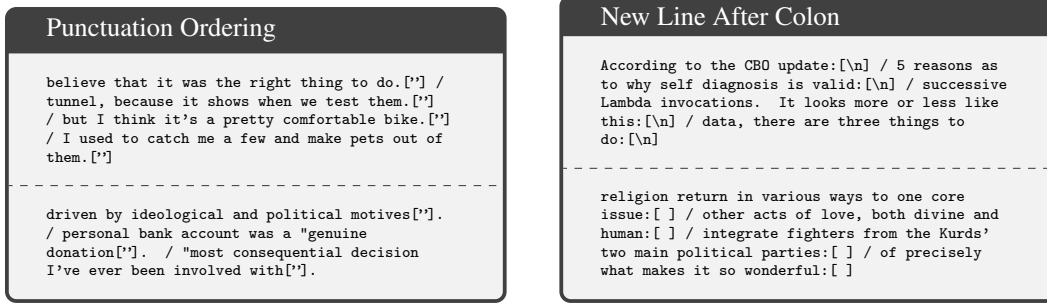 Punctuation Ordering
believe that it was the right thing to do.[”] /
tunnel, because it shows when we test them.[”]
/ but I think it’s a pretty comfortable bike.[”]
/ I used to catch me a few and make pets out of
them.[”]
driven by ideological and political motives[”].
/ personal bank account was a "genuine
donation[”]. / "most consequential decision
I’ve ever been involved with[”].
New Line After Colon
According to the CBO update:[\n] / 5 reasons as
to why self diagnosis is valid:[\n] / successive
Lambda invocations. It looks more or less like
this:[\n] / data, there are three things to
do:[\n]
religion return in various ways to one core
issue:[ ] / other acts of love, both divine and
human:[ ] / integrate fighters from the Kurds’
two main political parties:[ ] / of precisely
what makes it so wonderful:[ ]